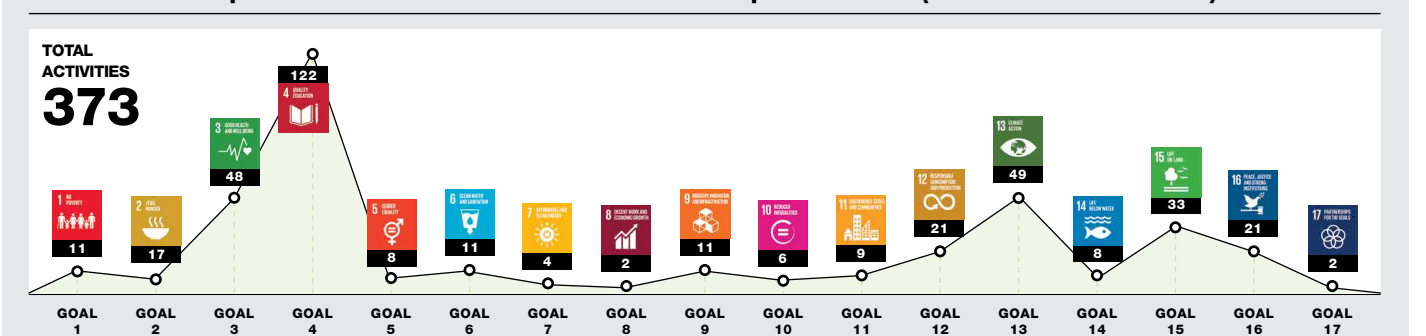 TOTAL
ACTIVITIES
373
1 NO
POVERTY
11
2 ZERO
HUNGER
17
3 GOOD HEALTH
AND WELL-BEING
48
122
4 QUALITY
EDUCATION
5 GENDER
EQUALITY
8
6 CLEAN WATER
AND SANITATION
11
7 AFFORDABLE AND
CLEAN ENERGY
4
8 DECENT WORK AND
ECONOMIC GROWTH
2
9 INDUSTRY, INNOVATION
AND INFRASTRUCTURE
11
10 REDUCED
INEQUALITIES
6
11 SUSTAINABLE CITIES
AND COMMUNITIES
9
12 RESPONSIBLE
CONSUMPTION
AND PRODUCTION
21
13 CLIMATE
ACTION
49
14 LIFE
BELOW WATER
8
15 LIFE
ON LAND
33
16 PEACE, JUSTICE
AND STRONG
INSTITUTIONS
21
17 PARTNERSHIPS
FOR THE GOALS
2
GOAL
1
GOAL
2
GOAL
3
GOAL
4
GOAL
5
GOAL
6
GOAL
7
GOAL
8
GOAL
9
GOAL
10
GOAL
11
GOAL
12
GOAL
13
GOAL
14
GOAL
15
GOAL
16
GOAL
17